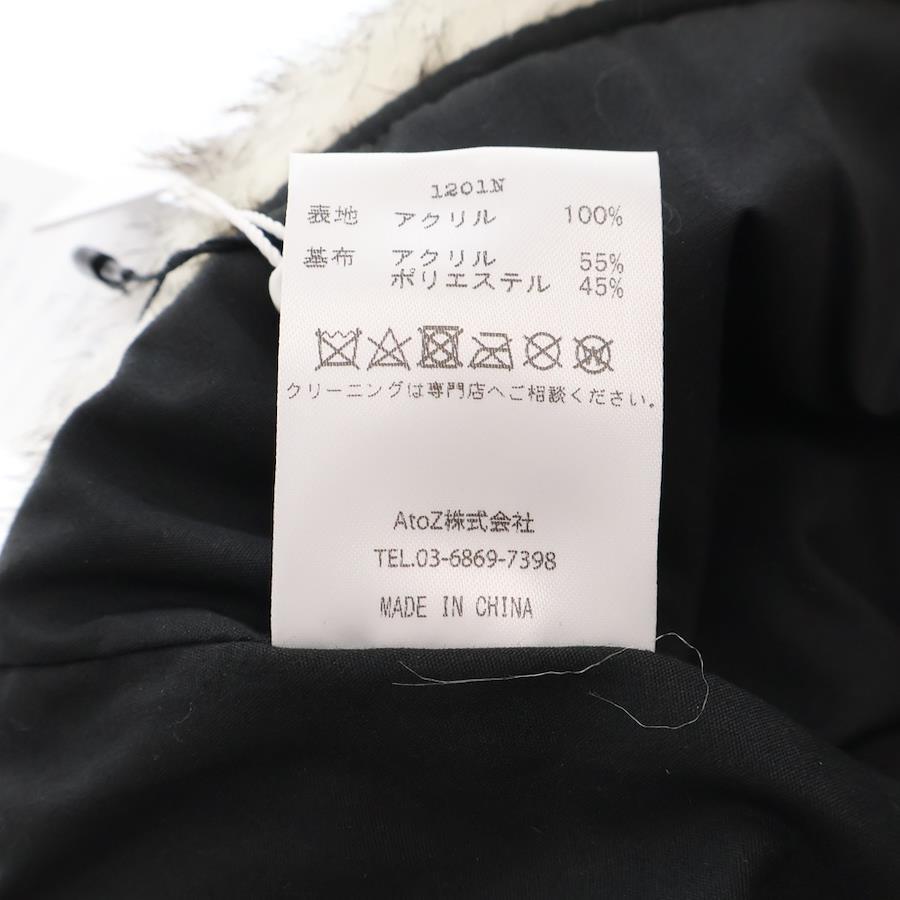 1201N
表地 アクリル 100%
基布 アクリル 55%
ポリエステル 45%
クリーニングは専門店へご相談ください。
AtoZ株式会社
TEL.03-6869-7398
MADE IN CHINA